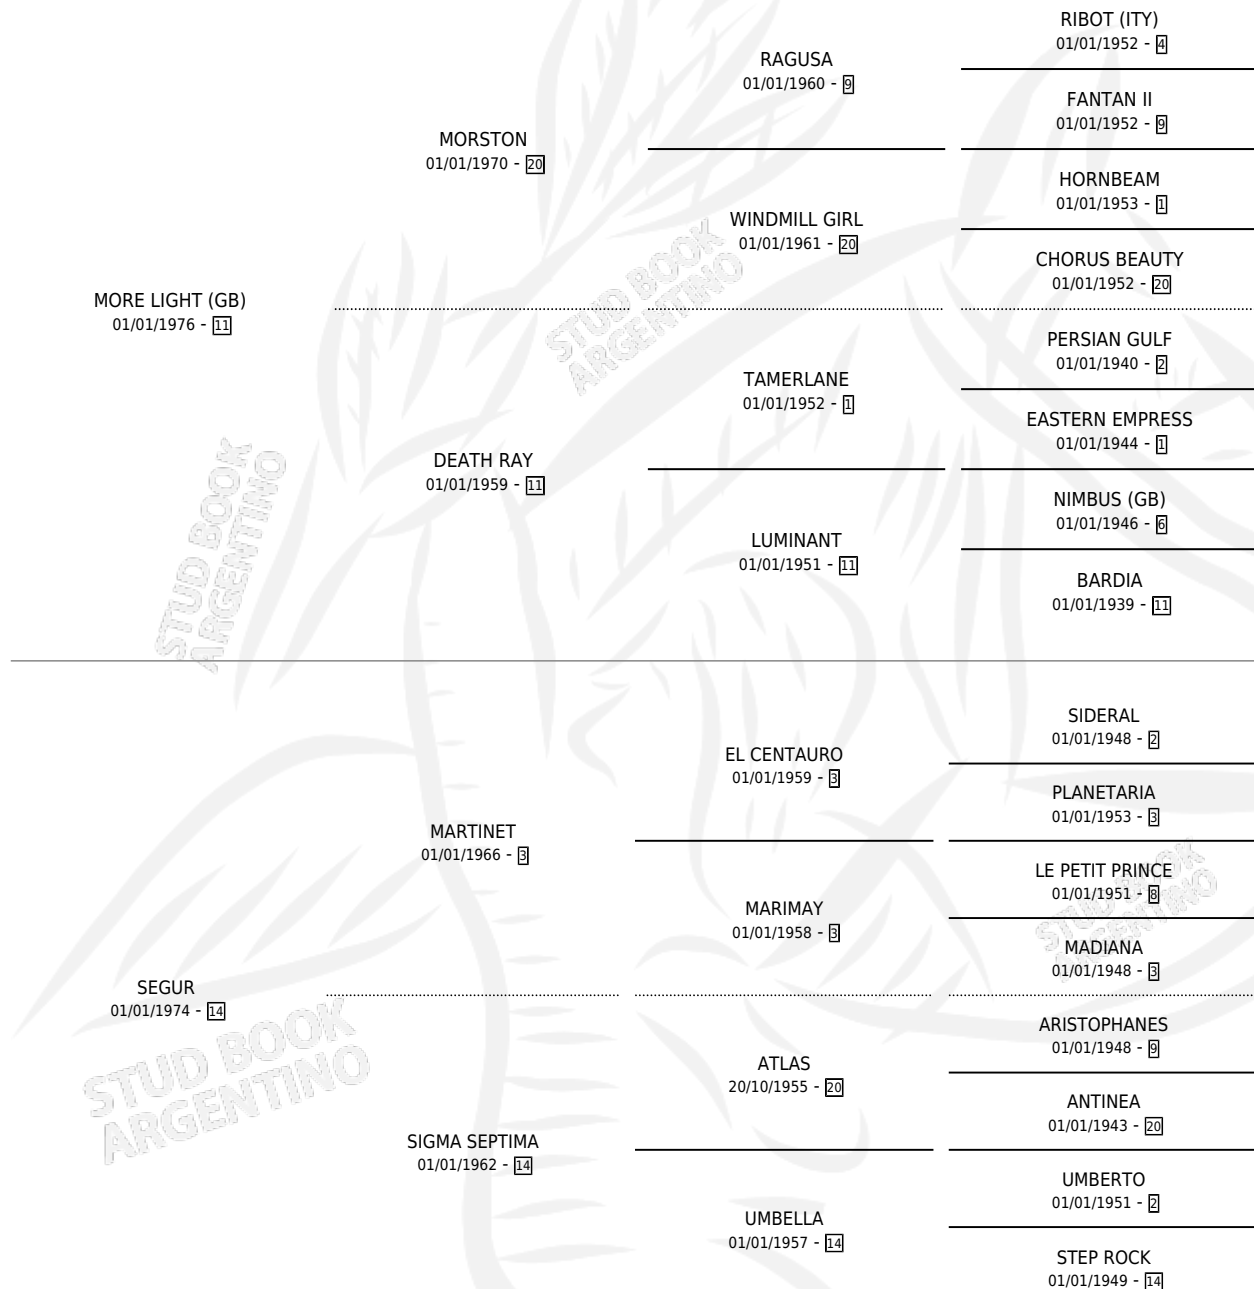 RIBOT (ITY)
01/01/1952 - 4
RAGUSA
01/01/1960 - 9
FANTAN II
01/01/1952 - 9
MORSTON
01/01/1970 - 20
HORNBEAM
01/01/1953 - 1
WINDMILL GIRL
01/01/1961 - 20
CHORUS BEAUTY
01/01/1952 - 20
MORE LIGHT (GB)
01/01/1976 - 11
PERSIAN GULF
01/01/1940 - 2
TAMERLANE
01/01/1952 - 1
EASTERN EMPRESS
01/01/1944 - 1
DEATH RAY
01/01/1959 - 11
NIMBUS (GB)
01/01/1946 - 6
LUMINANT
01/01/1951 - 11
BARDIA
01/01/1939 - 11
SIDERAL
01/01/1948 - 2
EL CENTAURO
01/01/1959 - 3
PLANETARIA
01/01/1953 - 3
MARTINET
01/01/1966 - 3
LE PETIT PRINCE
01/01/1951 - 8
MARIMAY
01/01/1958 - 3
MADIANA
01/01/1948 - 3
SEGUR
01/01/1974 - 14
ARISTOPHANES
01/01/1948 - 9
ATLAS
20/10/1955 - 20
ANTINEA
01/01/1943 - 20
SIGMA SEPTIMA
01/01/1962 - 14
UMBERTO
01/01/1951 - 2
UMBELLA
01/01/1957 - 14
STEP ROCK
01/01/1949 - 14
STUD BOOK
ARGENTINO
STUD BOOK
ARGENTINO
STUD BOOK
ARGENTINO
STUD BOOK
ARGENTINO